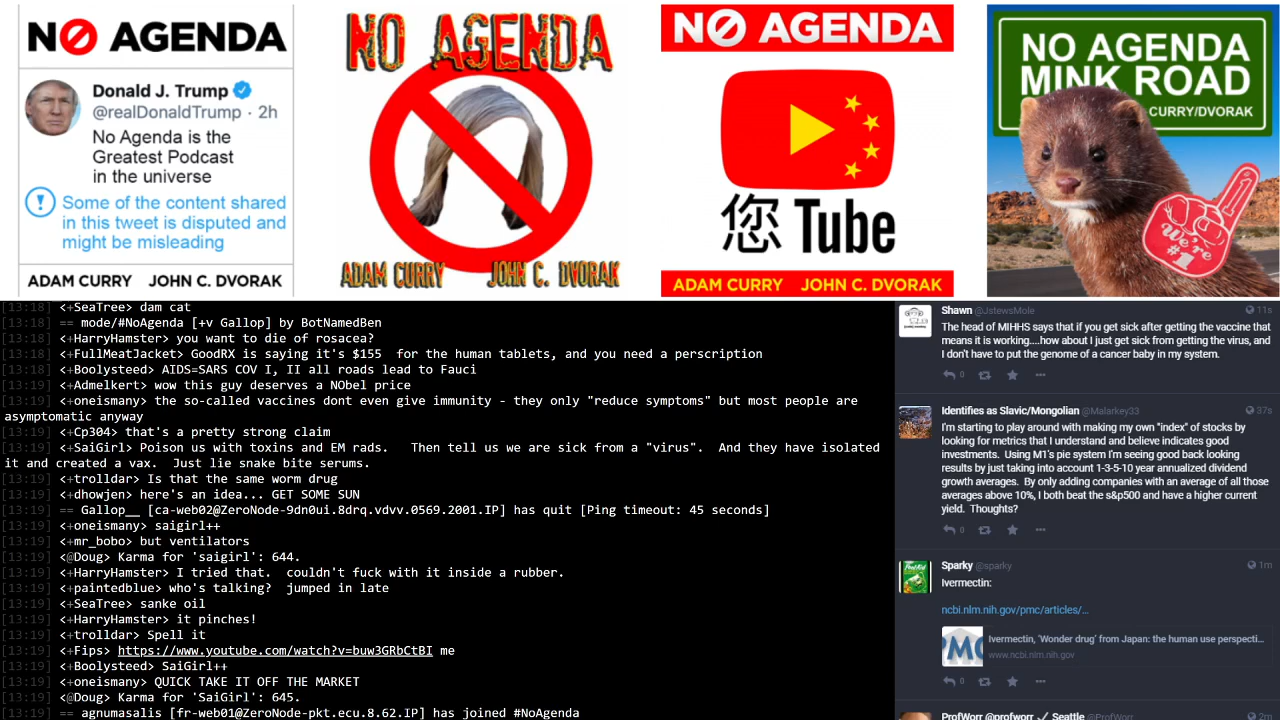 NO AGENDA
Donald J. Trump
@realDonaldTrump · 2h
No Agenda is the
Greatest Podcast
in the universe
Some of the content shared
in this tweet is disputed and
might be misleading
ADAM CURRY JOHN C. DVORAK
NO AGENDA
ADAM CURRY JOHN C. DVORAK
NO AGENDA
您 Tube
ADAM CURRY JOHN C. DVORAK
NO AGENDA
MINK ROAD
CURRY/DVORAK
We're
#1
[13:18] <+SeaTree> dam cat
[13:18] == mode/#NoAgenda [+v Gallop] by BotNamedBen
[13:18] <+HarryHamster> you want to die of rosacea?
[13:18] <+FullMeatJacket> GoodRX is saying it's $155  for the human tablets, and you need a perscription
[13:18] <+Boolysteed> AIDS=SARS COV I, II all roads lead to Fauci
[13:19] <+Admelkert> wow this guy deserves a NObel price
[13:19] <+oneismany> the so-called vaccines dont even give immunity - they only "reduce symptoms" but most people are
asymptomatic anyway
[13:19] <+Cp304> that's a pretty strong claim
[13:19] <+SaiGirl> Poison us with toxins and EM rads.   Then tell us we are sick from a "virus".  And they have isolated
it and created a vax.  Just lie snake bite serums.
[13:19] <+trolldar> Is that the same worm drug
[13:19] <+dhowjen> here's an idea... GET SOME SUN
[13:19] == Gallop__ [ca-web02@ZeroNode-9dn0ui.8drq.vdvv.0569.2001.IP] has quit [Ping timeout: 45 seconds]
[13:19] <+oneismany> saigirl++
[13:19] <+mr_bobo> but ventilators
[13:19] <@Doug> Karma for 'saigirl': 644.
[13:19] <+HarryHamster> I tried that.  couldn't fuck with it inside a rubber.
[13:19] <+paintedblue> who's talking?  jumped in late
[13:19] <+SeaTree> sanke oil
[13:19] <+HarryHamster> it pinches!
[13:19] <+trolldar> Spell it
[13:19] <+Fips> https://www.youtube.com/watch?v=buw3GRbCtBI me
[13:19] <+Boolysteed> SaiGirl++
[13:19] <+oneismany> QUICK TAKE IT OFF THE MARKET
[13:19] <@Doug> Karma for 'SaiGirl': 645.
[13:19] == agnumasalis [fr-web01@ZeroNode-pkt.ecu.8.62.IP] has joined #NoAgenda
Shawn @JstewsMole 11s
The head of MIHHS says that if you get sick after getting the vaccine that
means it is working....how about I just get sick from getting the virus, and
I don't have to put the genome of a cancer baby in my system.
0
Identifies as Slavic/Mongolian @Malarkey33 37s
I'm starting to play around with making my own "index" of stocks by
looking for metrics that I understand and believe indicates good
investments.  Using M1's pie system I'm seeing good back looking
results by just taking into account 1-3-5-10 year annualized dividend
growth averages.  By only adding companies with an average of all those
averages above 10%, I both beat the s&p500 and have a higher current
yield.  Thoughts?
0
Sparky @sparky 1m
Ivermectin:
ncbi.nlm.nih.gov/pmc/articles/...
Ivermectin, 'Wonder drug' from Japan: the human use perspecti...
www.ncbi.nlm.nih.gov
0
ProfWorr @profworr ✓ Seattle @ProfWorr 2m